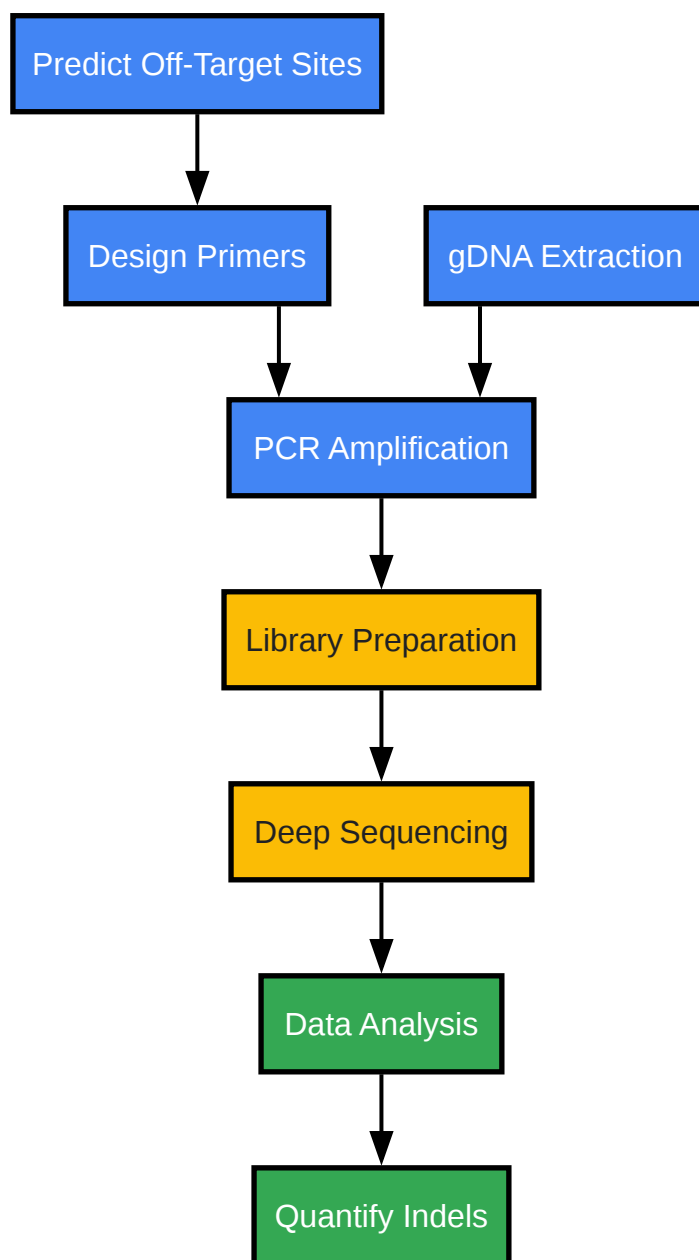 Predict Off-Target Sites
Design Primers
gDNA Extraction
PCR Amplification
Library Preparation
Deep Sequencing
Data Analysis
Quantify Indels